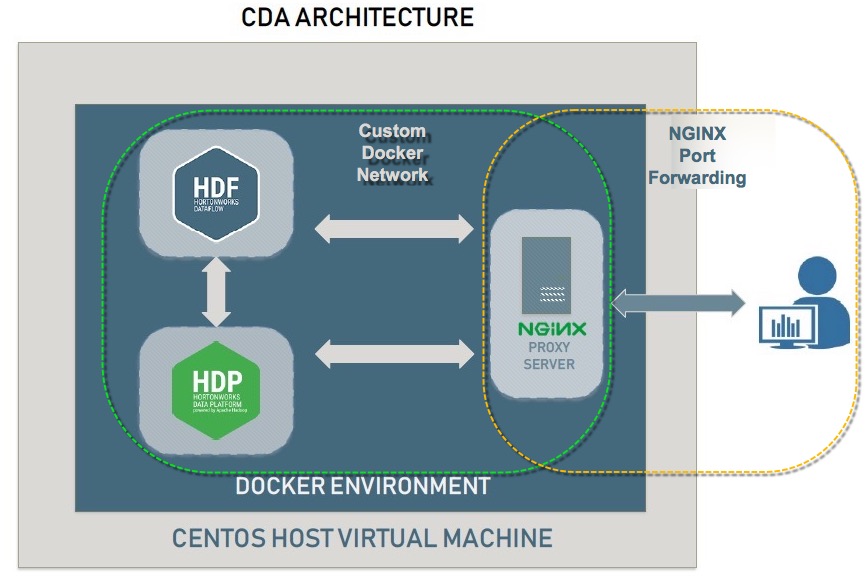 CDA ARCHITECTURE
Custom
Docker
Network
NGINX
Port
Forwarding
HDF
HORTONWORKS
DATAFLOW
HDP
HORTONWORKS
DATA PLATFORM
powered by Apache Hadoop
NGiNX
PROXY
SERVER
DOCKER ENVIRONMENT
CENTOS HOST VIRTUAL MACHINE